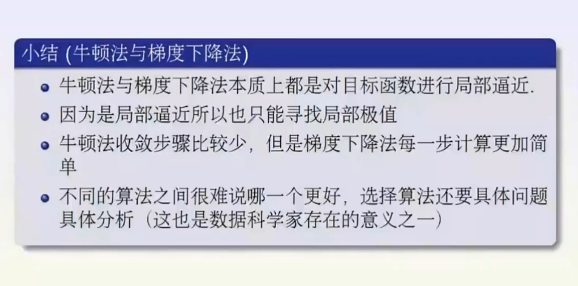 小结 (牛顿法与梯度下降法)
牛顿法与梯度下降法本质上都是对目标函数进行局部逼近.
因为是局部逼近所以也只能寻找局部极值
牛顿法收敛步骤比较少，但是梯度下降法每一步计算更加简
单
不同的算法之间很难说哪一个更好，选择算法还要具体问题
具体分析（这也是数据科学家存在的意义之一）